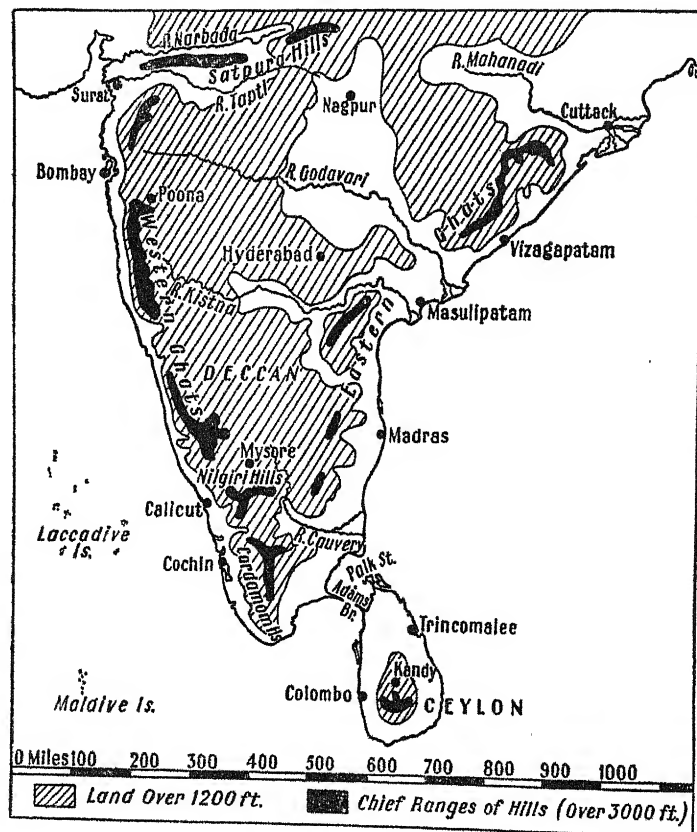 R. Narbada
Satpura Hills
R. Mahanadi
Surat
R. Tapti
Nagpur
Cuttack
Bombay
R. Godavari
Poona
Ghats
Hyderabad
Vizagapatam
Western
R. Kistna
Masulipatam
Eastern
Ghats
DECCAN
Madras
Mysore
Nilgiri Hills
Calicut
Laccadive
Is.
R. Cauvery
Cochin
Cardamom Hs.
Palk St.
Adams
Br.
Trincomalee
Kandy
Maldive Is.
Colombo
CEYLON
0 Miles 100 200 300 400 500 600 700 800 900 1000
Land Over 1200 ft.
Chief Ranges of Hills (Over 3000 ft.)